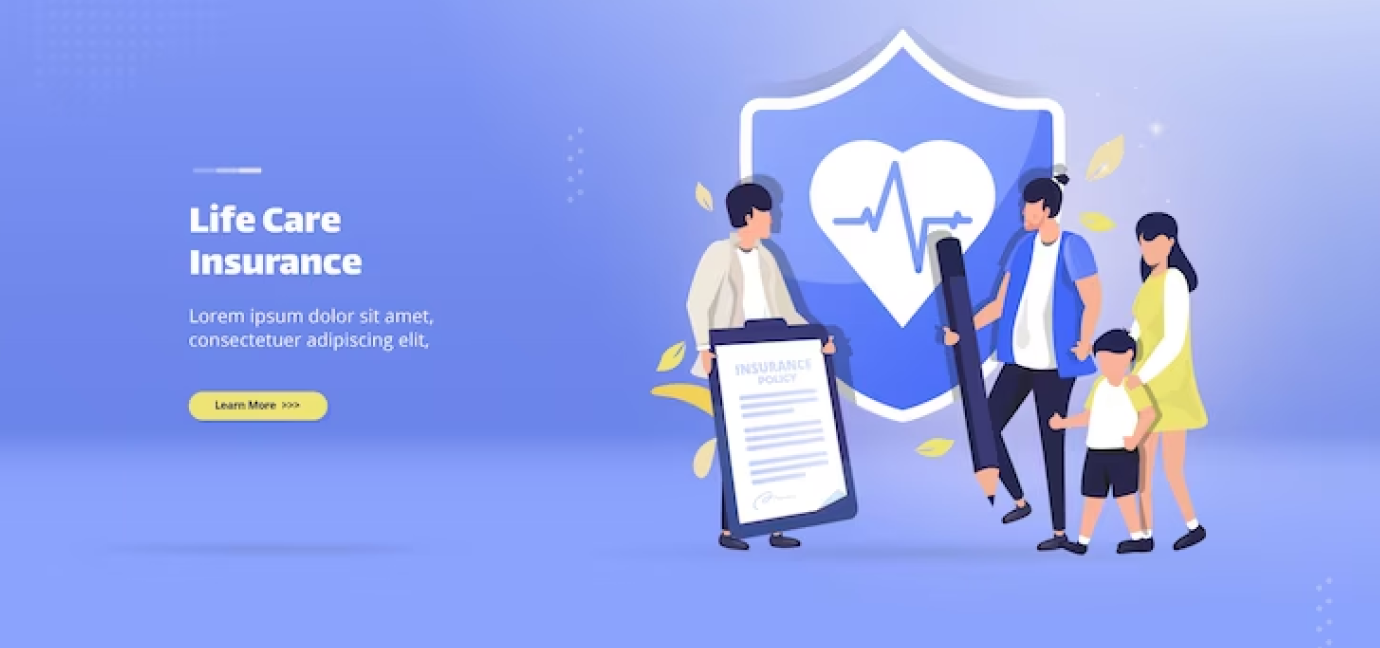 Life Care
Insurance
Lorem ipsum dolor sit amet,
consectetuer adipiscing elit,
Learn More >>>
INSURANCE
POLICY